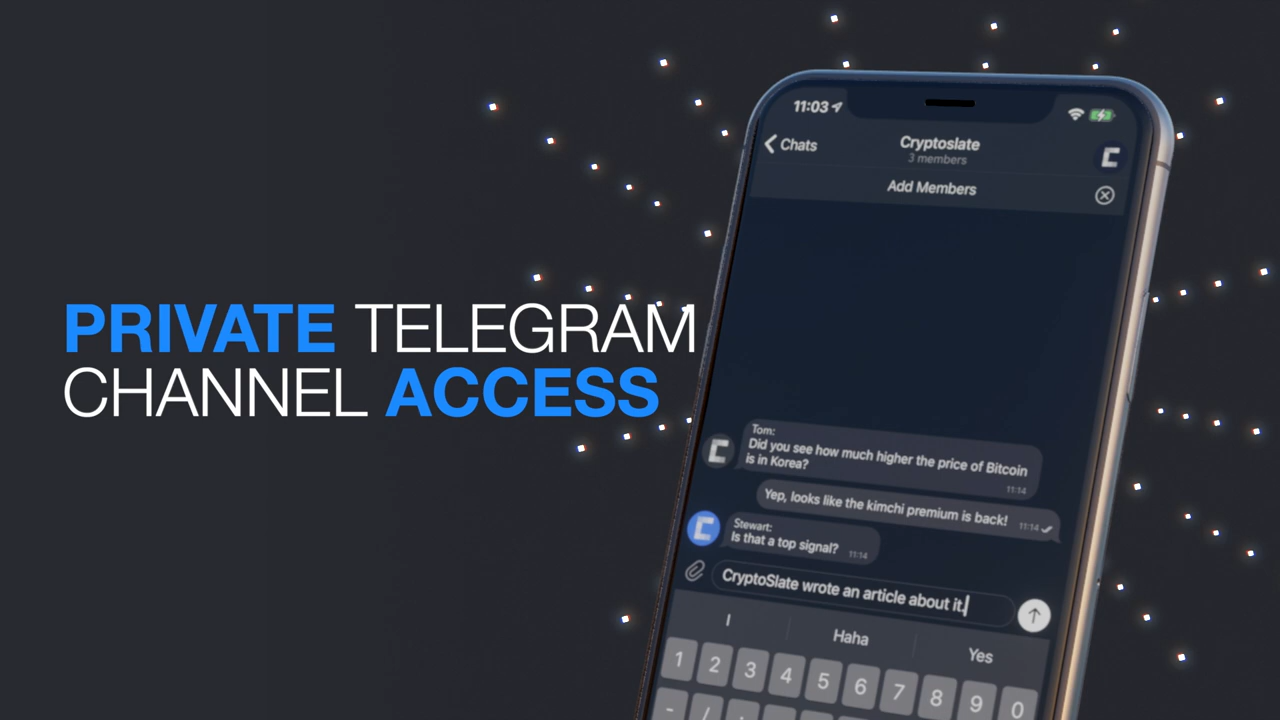 PRIVATE TELEGRAM
CHANNEL ACCESS
11:03
Chats
Cryptoslate
3 members
Add Members
Tom:
Did you see how much higher the price of Bitcoin
is in Korea?
11:14
Yep, looks like the kimchi premium is back! 11:14
Stewart:
Is that a top signal? 11:14
CryptoSlate wrote an article about it.
I Haha Yes
1 2 3 4 5 6 7 8 9 0
- / :